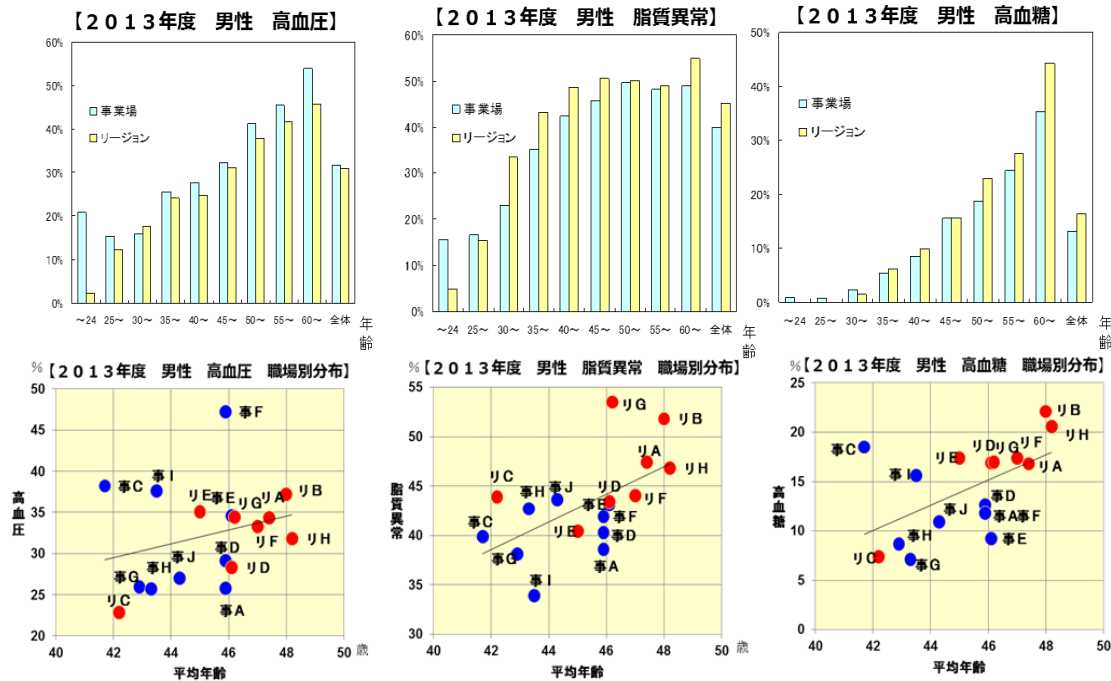 【２０１３年度　男性　高血圧】
60%
50%
40%
30%
20%
10%
0%
事業場
リージョン
～24 25～ 30～ 35～ 40～ 45～ 50～ 55～ 60～ 全体
年齢
【２０１３年度　男性　脂質異常】
60%
50%
40%
30%
20%
10%
0%
事業場
リージョン
～24 25～ 30～ 35～ 40～ 45～ 50～ 55～ 60～ 全体
年齢
【２０１３年度　男性　高血糖】
50%
40%
30%
20%
10%
0%
事業場
リージョン
～24 25～ 30～ 35～ 40～ 45～ 50～ 55～ 60～ 全体
年齢
%【２０１３年度　男性　高血圧　職場別分布】
50
45
40
35
30
25
20
高血圧
事F
事C
事I
リE
事E
リG
リA
リB
リF
リH
事D
リD
事J
事H
事G
リC
事A
40 42 44 46 48 50 歳
平均年齢
%【２０１３年度　男性　脂質異常　職場別分布】
55
50
45
40
35
30
脂質異常
リG
リB
リA
リH
リC
事H
事J
リD
リF
事E
事F
事C
リE
事D
事G
事A
事I
40 42 44 46 48 50 歳
平均年齢
%【２０１３年度　男性　高血糖　職場別分布】
25
20
15
10
5
0
高血糖
リB
リH
事C
リE
リD
リG
リF
リA
事I
事D
事A
事F
事J
事E
事H
事G
リC
40 42 44 46 48 50
平均年齢